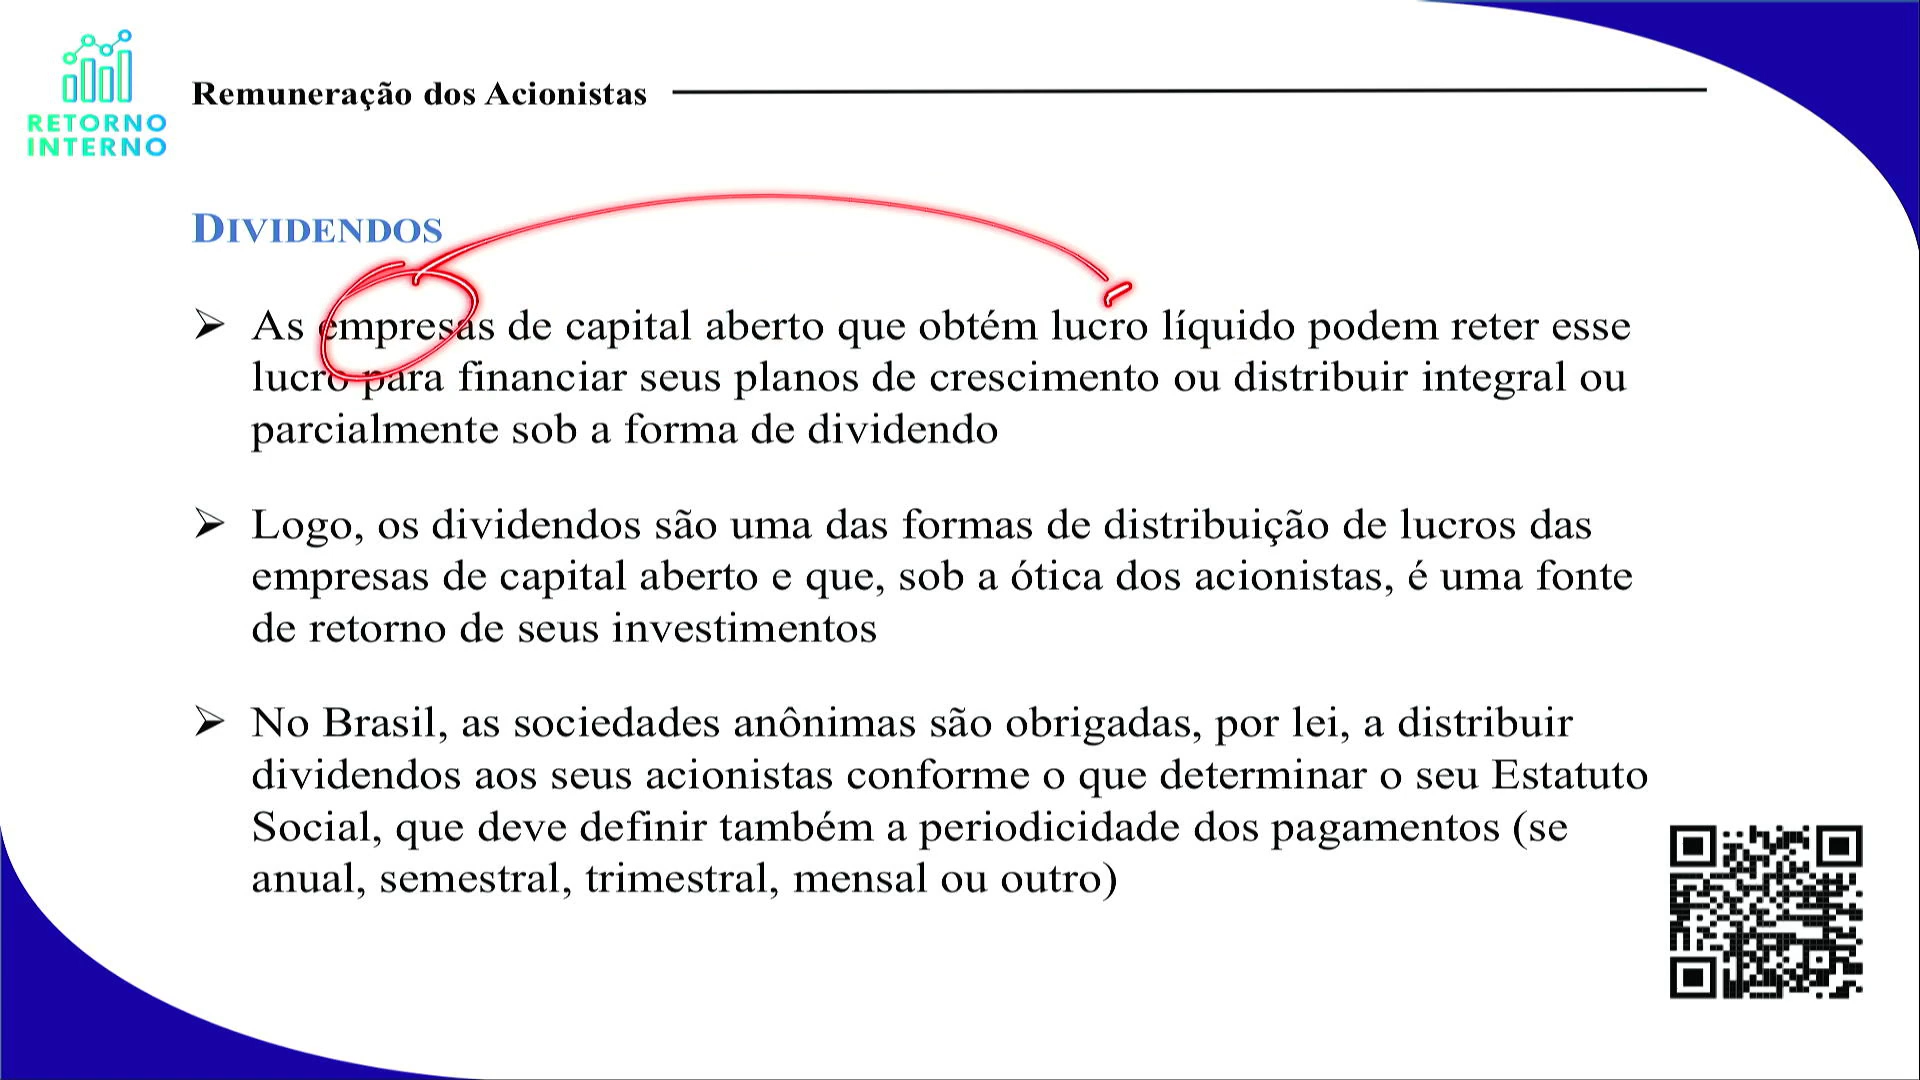 RETORNO
INTERNO
Remuneração dos Acionistas
DIVIDENDOS
As empresas de capital aberto que obtém lucro líquido podem reter esse
lucro para financiar seus planos de crescimento ou distribuir integral ou
parcialmente sob a forma de dividendo
Logo, os dividendos são uma das formas de distribuição de lucros das
empresas de capital aberto e que, sob a ótica dos acionistas, é uma fonte
de retorno de seus investimentos
No Brasil, as sociedades anônimas são obrigadas, por lei, a distribuir
dividendos aos seus acionistas conforme o que determinar o seu Estatuto
Social, que deve definir também a periodicidade dos pagamentos (se
anual, semestral, trimestral, mensal ou outro)